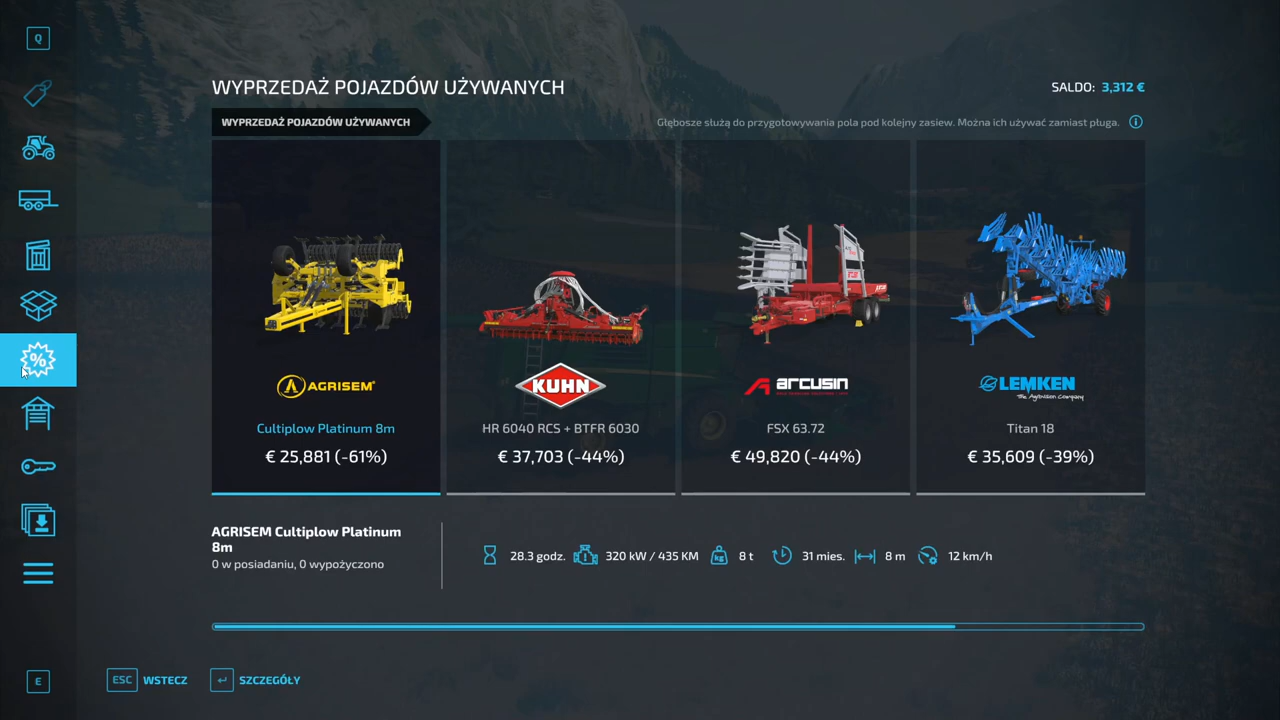 Q
WYPRZEDAŻ POJAZDÓW UŻYWANYCH
SALDO: 3,312 €
WYPRZEDAŻ POJAZDÓW UŻYWANYCH
Głębosze służą do przygotowywania pola pod kolejny zasiew. Można ich używać zamiast pługa.
%
AGRISEM
KUHN
arcusin
LEMKEN
The Agrovision Company
Cultiplow Platinum 8m
HR 6040 RCS + BTFR 6030
FSX 63.72
Titan 18
€ 25,881 (-61%)
€ 37,703 (-44%)
€ 49,820 (-44%)
€ 35,609 (-39%)
AGRISEM Cultiplow Platinum
8m
0 w posiadaniu, 0 wypożyczono
28.3 godz.
320 kW / 435 KM
8 t
31 mies.
8 m
12 km/h
E
ESC WSTECZ
SZCZEGÓŁY